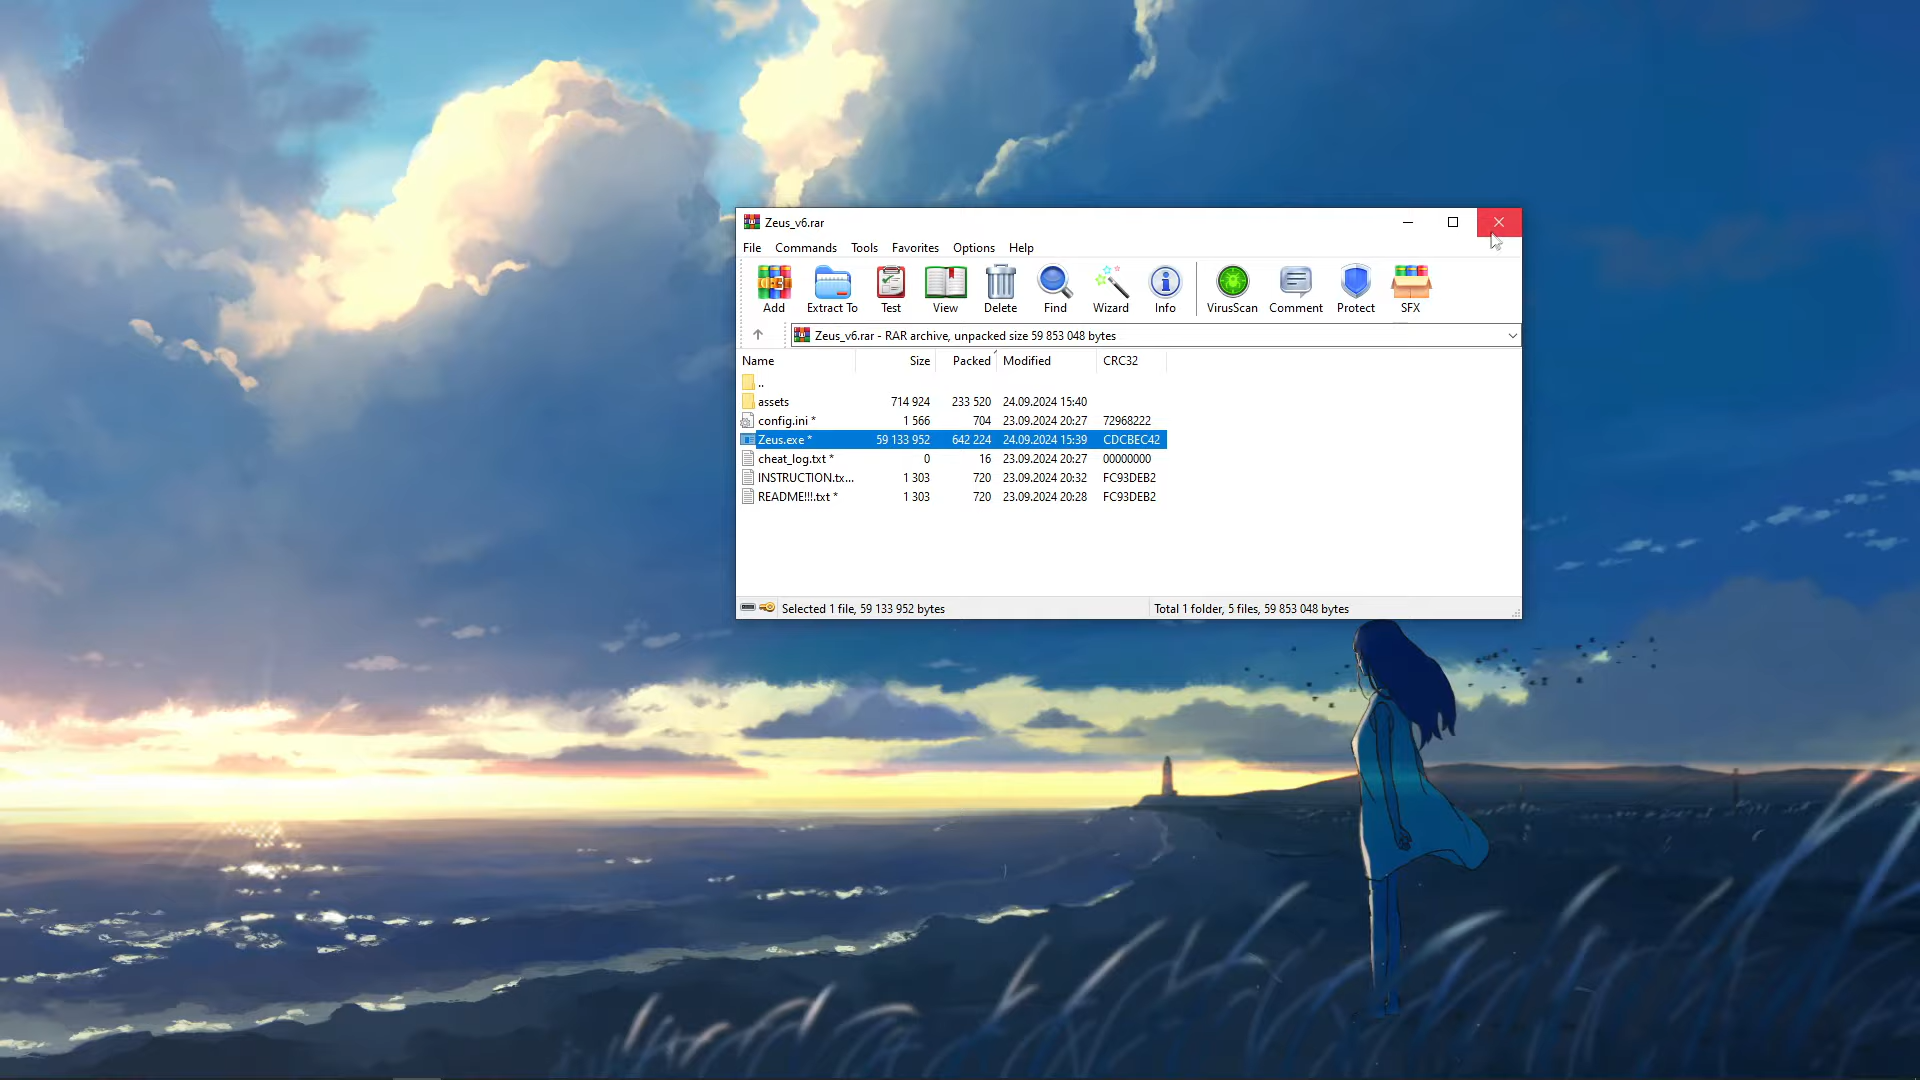 Zeus_v6.rar
File Commands Tools Favorites Options Help
Add Extract To Test View Delete Find Wizard Info VirusScan Comment Protect SFX
Zeus_v6.rar - RAR archive, unpacked size 59 853 048 bytes
Name Size Packed Modified CRC32
..
assets 714 924 233 520 24.09.2024 15:40
config.ini * 1 566 704 23.09.2024 20:27 72968222
Zeus.exe * 59 133 952 642 224 24.09.2024 15:39 CDCBEC42
cheat_log.txt * 0 16 23.09.2024 20:27 00000000
INSTRUCTION.tx... 1 303 720 23.09.2024 20:32 FC93DEB2
README!!!.txt * 1 303 720 23.09.2024 20:28 FC93DEB2
Selected 1 file, 59 133 952 bytes Total 1 folder, 5 files, 59 853 048 bytes